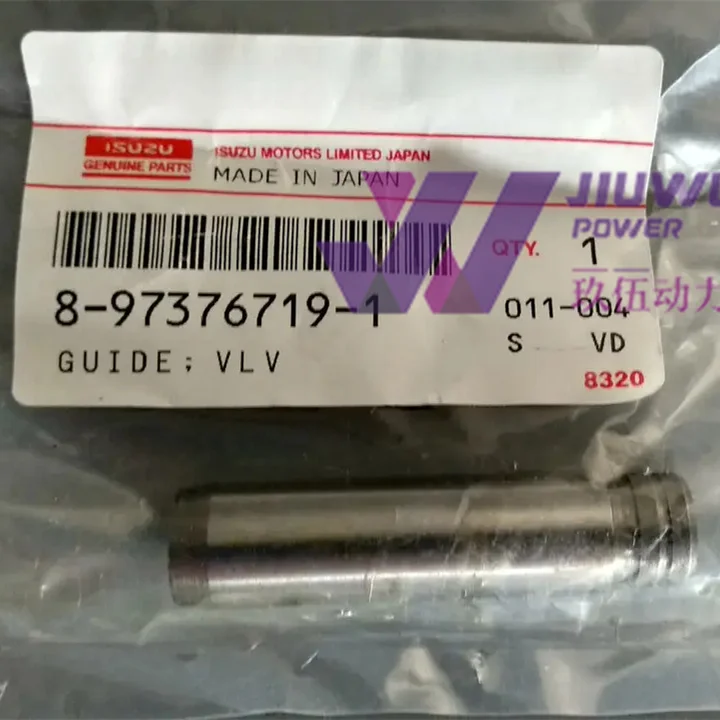 ISUZU
GENUINE PARTS
ISUZU MOTORS LIMITED JAPAN
MADE IN JAPAN
JIUWU
POWER
玖伍动力
QTY. 1
8-97376719-1
011-004
GUIDE; VLV
S VD
8320